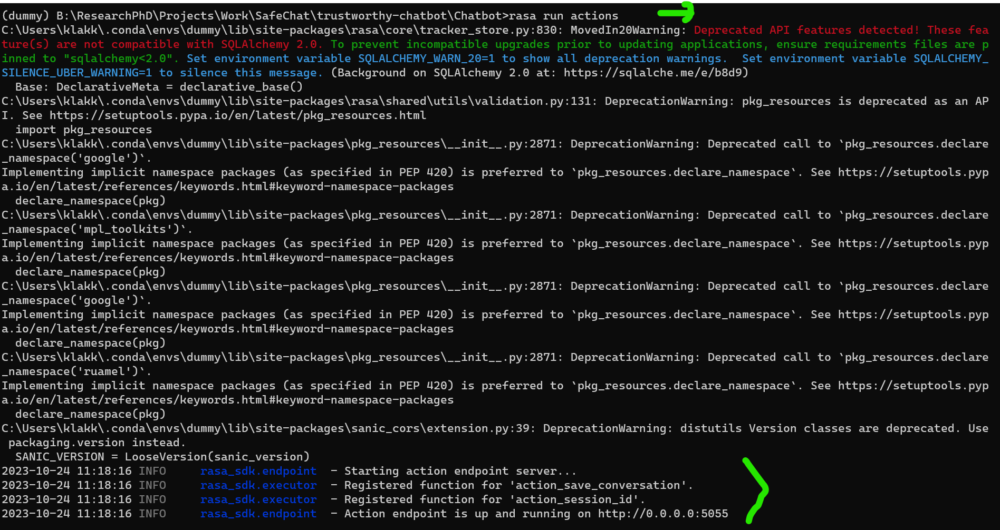 (dummy) B:\ResearchPhD\Projects\Work\SafeChat\trustworthy-chatbot\Chatbot>rasa run actions
C:\Users\klakk\.conda\envs\dummy\lib\site-packages\rasa\core\tracker_store.py:830: MovedIn20Warning: Deprecated API features detected! These fea
ture(s) are not compatible with SQLAlchemy 2.0. To prevent incompatible upgrades prior to updating applications, ensure requirements files are p
inned to "sqlalchemy<2.0". Set environment variable SQLALCHEMY_WARN_20=1 to show all deprecation warnings.  Set environment variable SQLALCHEMY_
SILENCE_UBER_WARNING=1 to silence this message. (Background on SQLAlchemy 2.0 at: https://sqlalche.me/e/b8d9)
  Base: DeclarativeMeta = declarative_base()
C:\Users\klakk\.conda\envs\dummy\lib\site-packages\rasa\shared\utils\validation.py:131: DeprecationWarning: pkg_resources is deprecated as an AP
I. See https://setuptools.pypa.io/en/latest/pkg_resources.html
  import pkg_resources
C:\Users\klakk\.conda\envs\dummy\lib\site-packages\pkg_resources\__init__.py:2871: DeprecationWarning: Deprecated call to `pkg_resources.declare
_namespace('google')`.
Implementing implicit namespace packages (as specified in PEP 420) is preferred to `pkg_resources.declare_namespace`. See https://setuptools.pyp
a.io/en/latest/references/keywords.html#keyword-namespace-packages
  declare_namespace(pkg)
C:\Users\klakk\.conda\envs\dummy\lib\site-packages\pkg_resources\__init__.py:2871: DeprecationWarning: Deprecated call to `pkg_resources.declare
_namespace('mpl_toolkits')`.
Implementing implicit namespace packages (as specified in PEP 420) is preferred to `pkg_resources.declare_namespace`. See https://setuptools.pyp
a.io/en/latest/references/keywords.html#keyword-namespace-packages
  declare_namespace(pkg)
C:\Users\klakk\.conda\envs\dummy\lib\site-packages\pkg_resources\__init__.py:2871: DeprecationWarning: Deprecated call to `pkg_resources.declare
_namespace('google')`.
Implementing implicit namespace packages (as specified in PEP 420) is preferred to `pkg_resources.declare_namespace`. See https://setuptools.pyp
a.io/en/latest/references/keywords.html#keyword-namespace-packages
  declare_namespace(pkg)
C:\Users\klakk\.conda\envs\dummy\lib\site-packages\pkg_resources\__init__.py:2871: DeprecationWarning: Deprecated call to `pkg_resources.declare
_namespace('ruamel')`.
Implementing implicit namespace packages (as specified in PEP 420) is preferred to `pkg_resources.declare_namespace`. See https://setuptools.pyp
a.io/en/latest/references/keywords.html#keyword-namespace-packages
  declare_namespace(pkg)
C:\Users\klakk\.conda\envs\dummy\lib\site-packages\sanic_cors\extension.py:39: DeprecationWarning: distutils Version classes are deprecated. Use
 packaging.version instead.
  SANIC_VERSION = LooseVersion(sanic_version)
2023-10-24 11:18:16 INFO     rasa_sdk.endpoint  - Starting action endpoint server...
2023-10-24 11:18:16 INFO     rasa_sdk.executor  - Registered function for 'action_save_conversation'.
2023-10-24 11:18:16 INFO     rasa_sdk.executor  - Registered function for 'action_session_id'.
2023-10-24 11:18:16 INFO     rasa_sdk.endpoint  - Action endpoint is up and running on http://0.0.0.0:5055